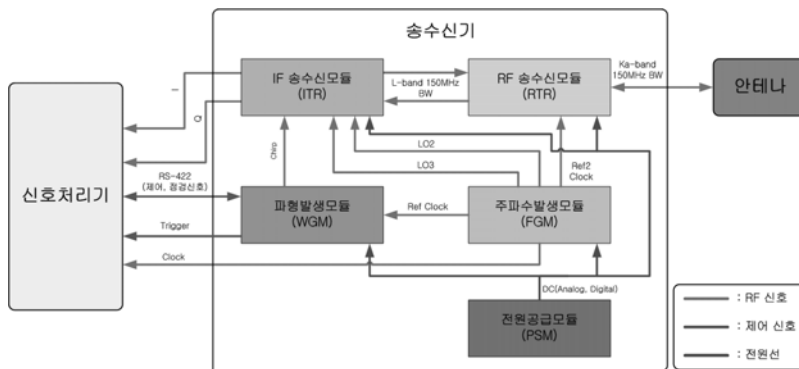 송수신기
IF 송수신모듈
(ITR)
L-band 150MHz
BW
RF 송수신모듈
(RTR)
Ka-band
150MHz BW
안테나
I
Q
Chirp
LO2
LO3
Ref2
Clock
신호처리기
RS-422
(제어, 점검신호)
Trigger
Clock
파형발생모듈
(WGM)
Ref Clock
주파수발생모듈
(FGM)
DC(Analog, Digital)
전원공급모듈
(PSM)
: RF 신호
: 제어 신호
: 전원선